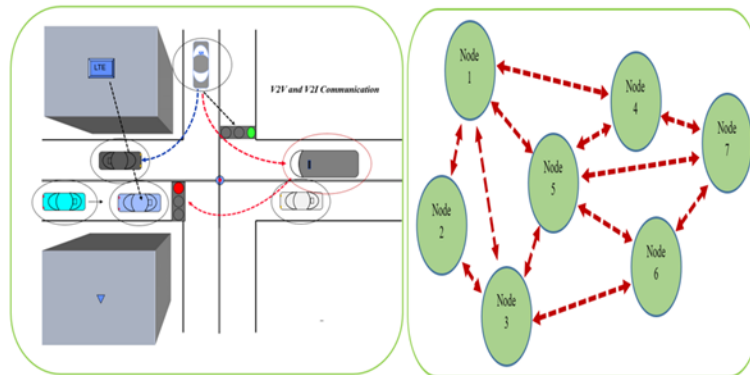 LTE
V2V and V2I Communication
Node
1
Node
4
Node
7
Node
5
Node
2
Node
6
Node
3